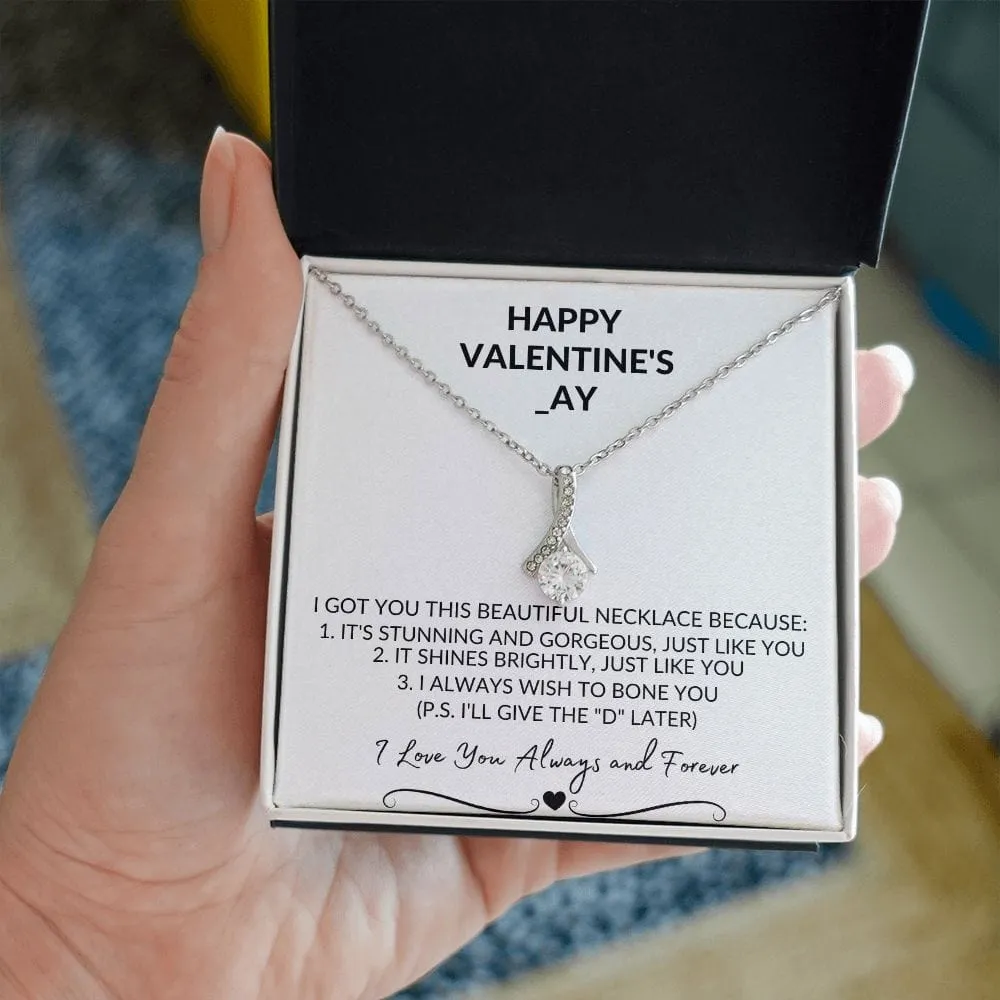 HAPPY
VALENTINE'S
_AY
I GOT YOU THIS BEAUTIFUL NECKLACE BECAUSE:
1. IT'S STUNNING AND GORGEOUS, JUST LIKE YOU
2. IT SHINES BRIGHTLY, JUST LIKE YOU
3. I ALWAYS WISH TO BONE YOU
(P.S. I'LL GIVE THE "D" LATER)
I Love You Always and Forever